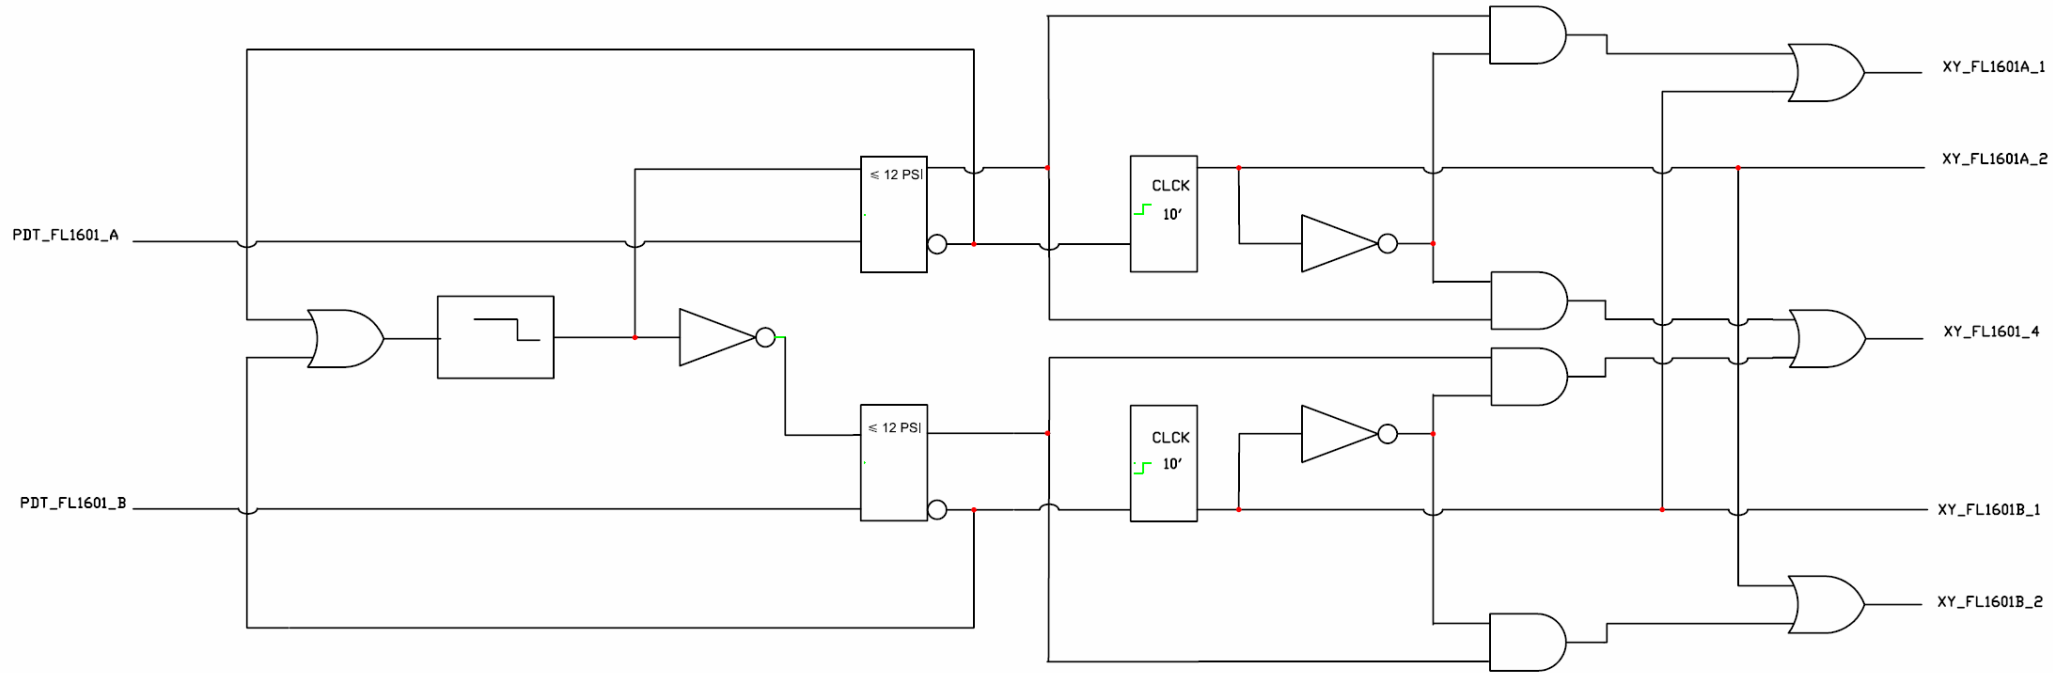 XY_FL1601A_1
XY_FL1601A_2
≤ 12 PSI
CLCK
10'
PDT_FL1601_A
XY_FL1601_4
≤ 12 PSI
CLCK
10'
PDT_FL1601_B
XY_FL1601B_1
XY_FL1601B_2